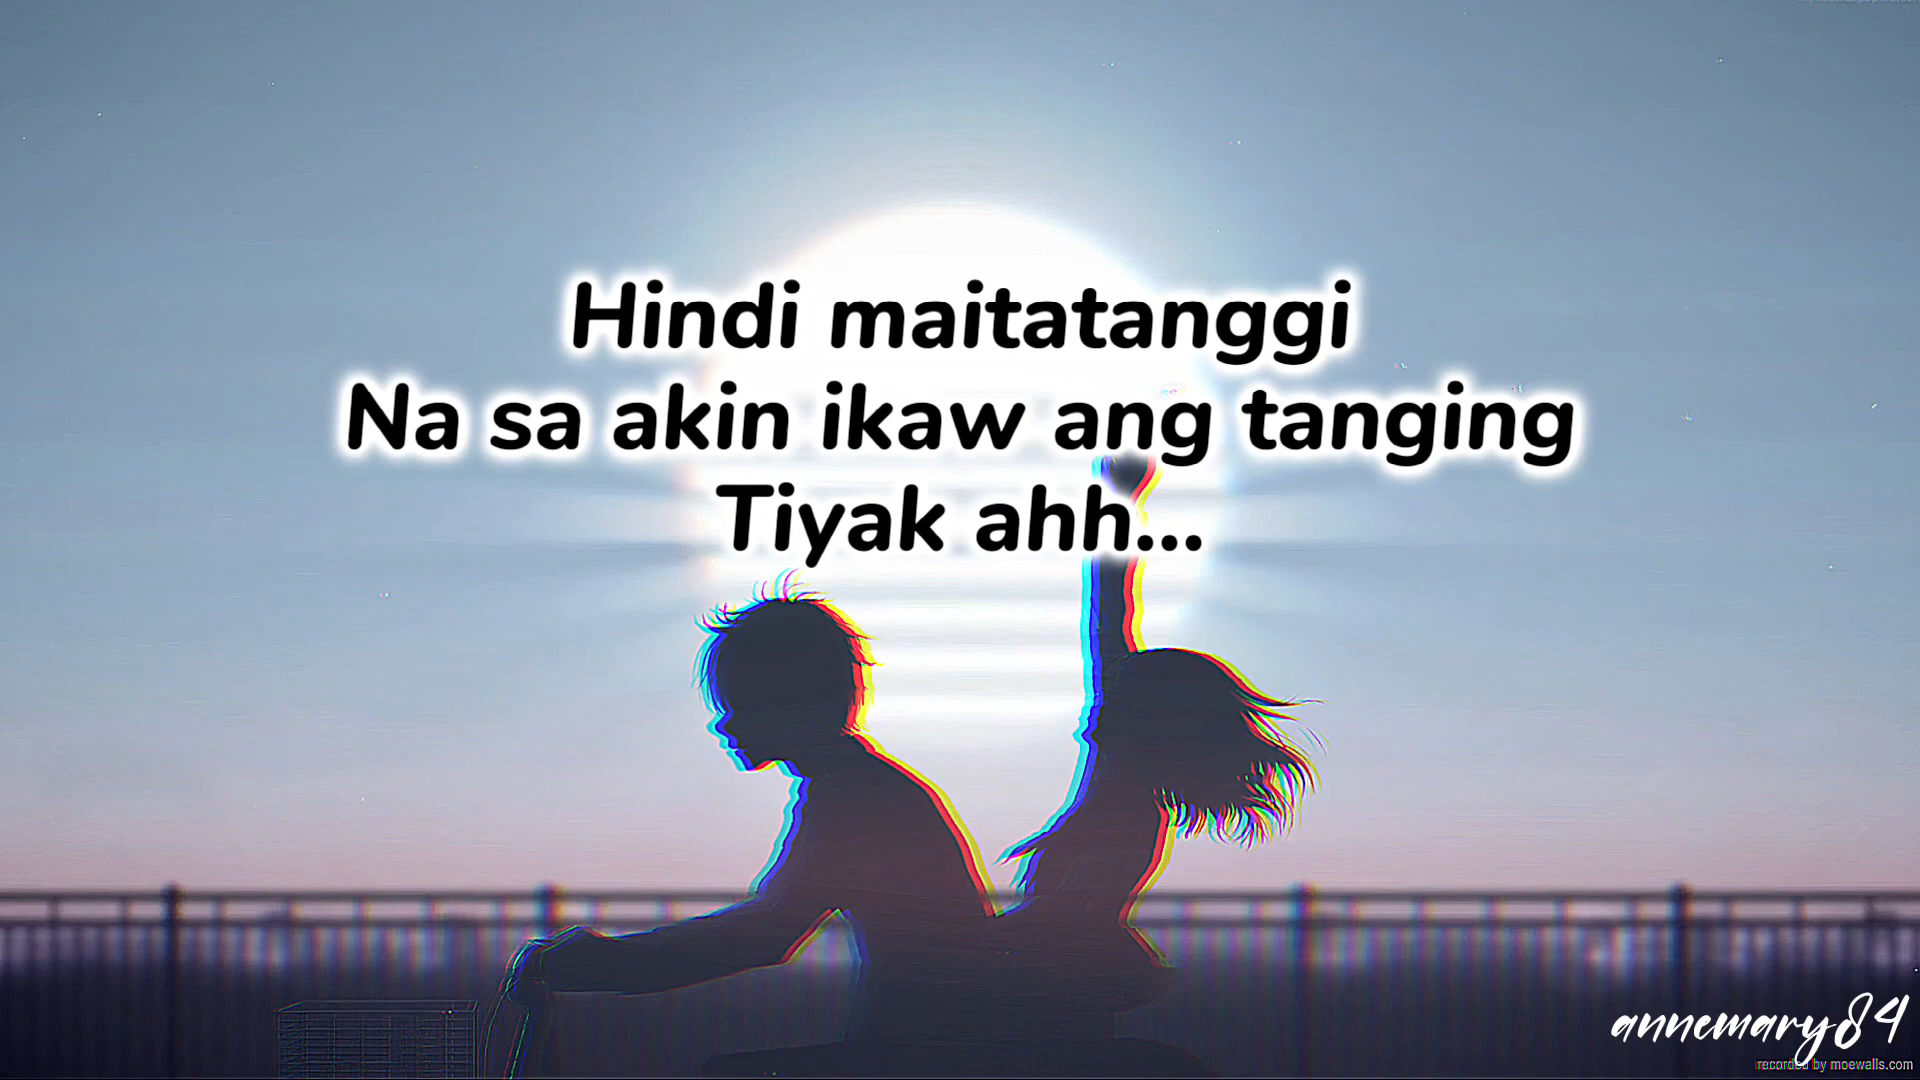 Hindi maitatanggi
Na sa akin ikaw ang tanging
Tiyak ahh...
annemary84
recorded by moewalls.com